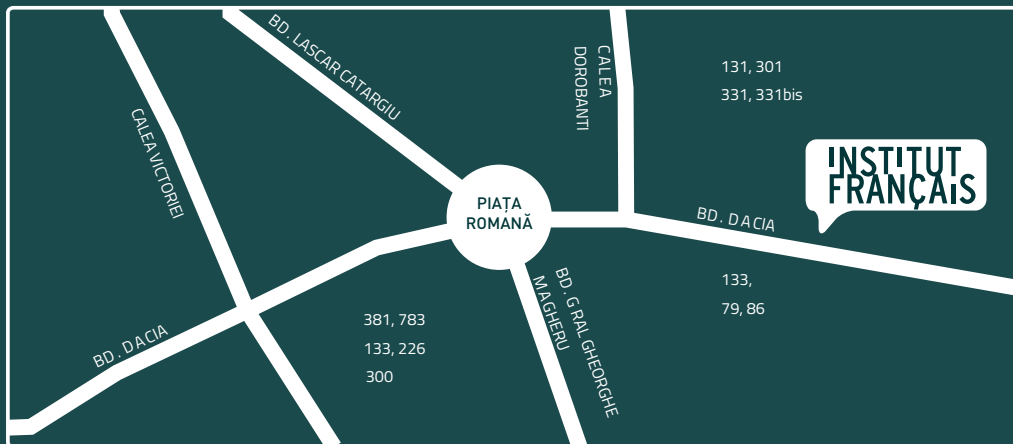 BD. LASCAR CATARGIU
CALEA
DOROBANTI
131, 301
331, 331bis
CALEA VICTORIEI
INSTITUT
FRANÇAIS
PIAȚA
ROMANĂ
BD. DACIA
BD. GRAL GHEORGHE
MAGHERU
133,
79, 86
BD. DACIA
381, 783
133, 226
300